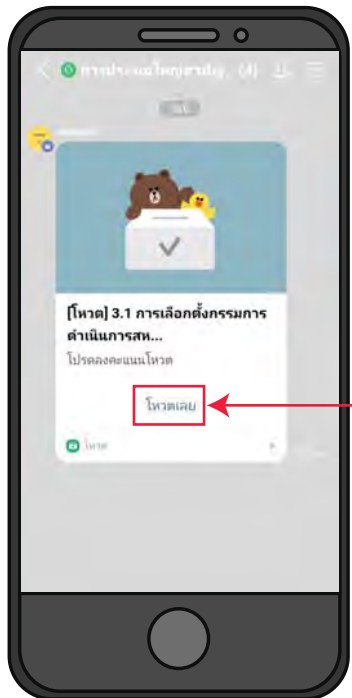 [โหวต] 3.1 การเลือกตั้งกรรมการ
ดำเนินการสห...
โปรดลงคะแนนโหวต
โหวตเลย
โหวต